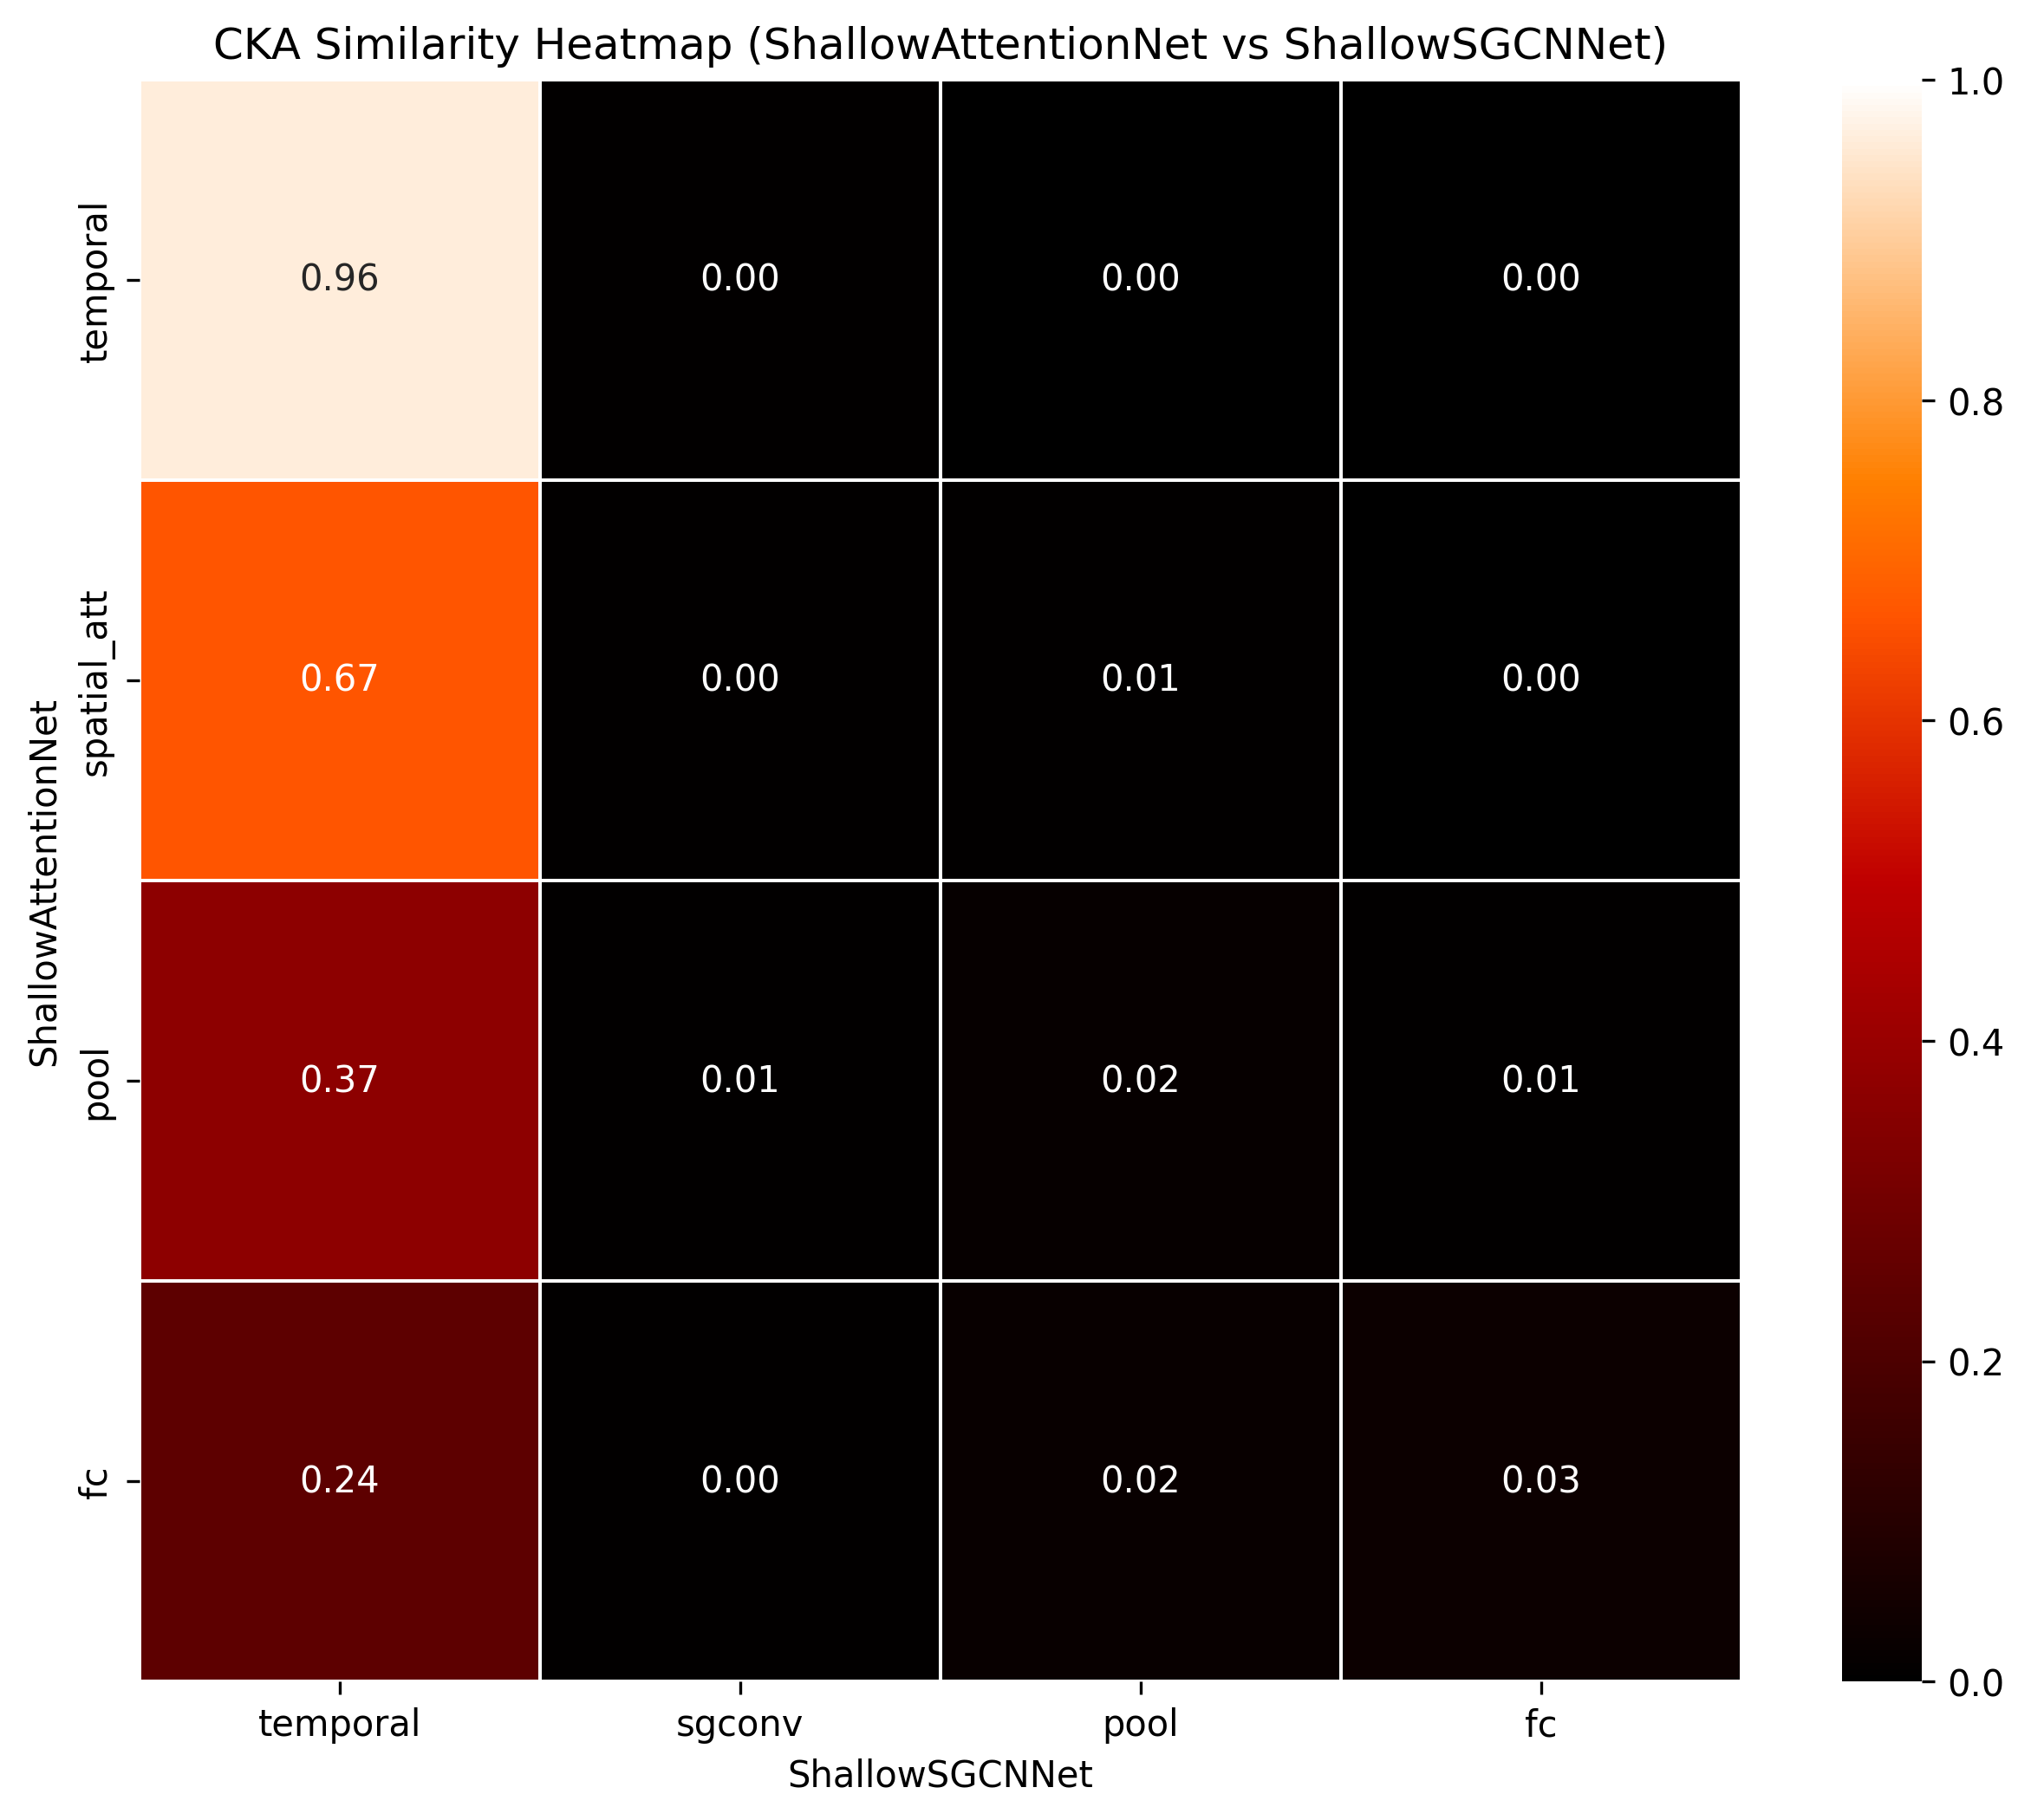 CKA Similarity Heatmap (ShallowAttentionNet vs ShallowSGCNNet)
ShallowAttentionNet
temporal
0.96 0.00 0.00 0.00
spatial_att
0.67 0.00 0.01 0.00
pool
0.37 0.01 0.02 0.01
fc
0.24 0.00 0.02 0.03
temporal sgconv pool fc
ShallowSGCNNet
1.0
0.8
0.6
0.4
0.2
0.0